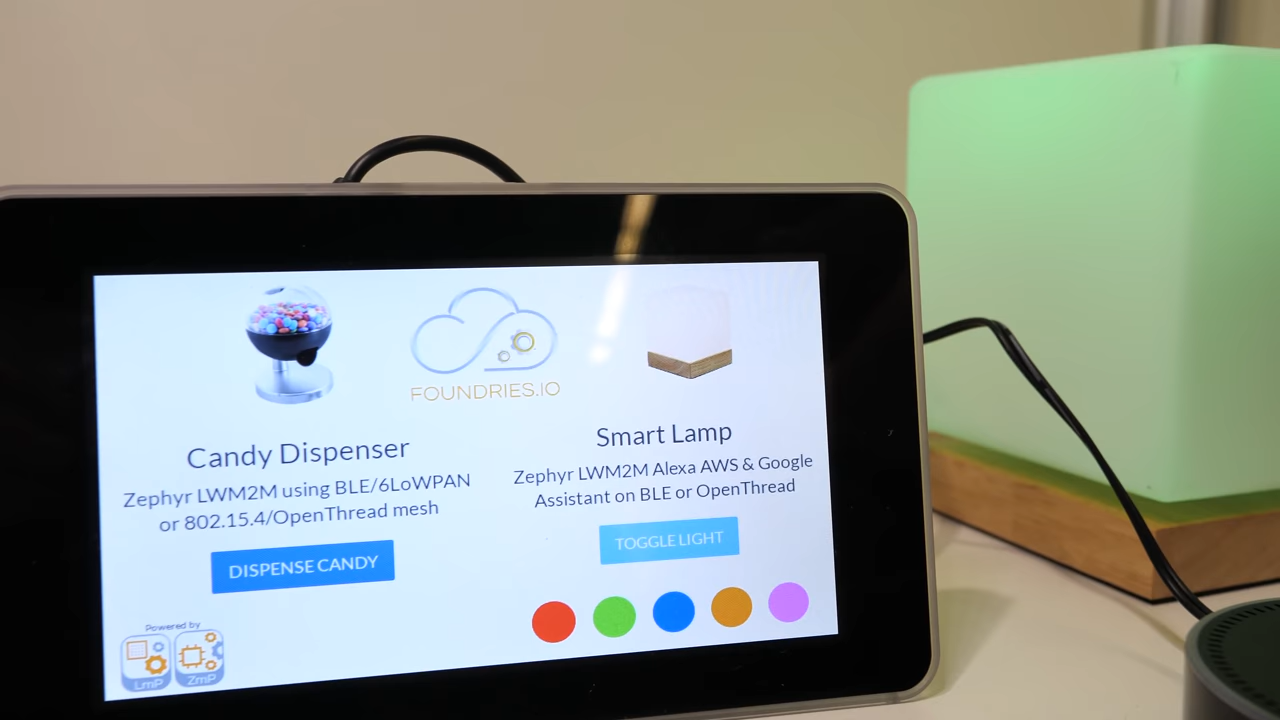 FOUNDRIES.IO
Candy Dispenser
Zephyr LWM2M using BLE/6LoWPAN
or 802.15.4/OpenThread mesh
DISPENSE CANDY
Smart Lamp
Zephyr LWM2M Alexa AWS & Google
Assistant on BLE or OpenThread
TOGGLE LIGHT
Powered by
LmP
ZmP